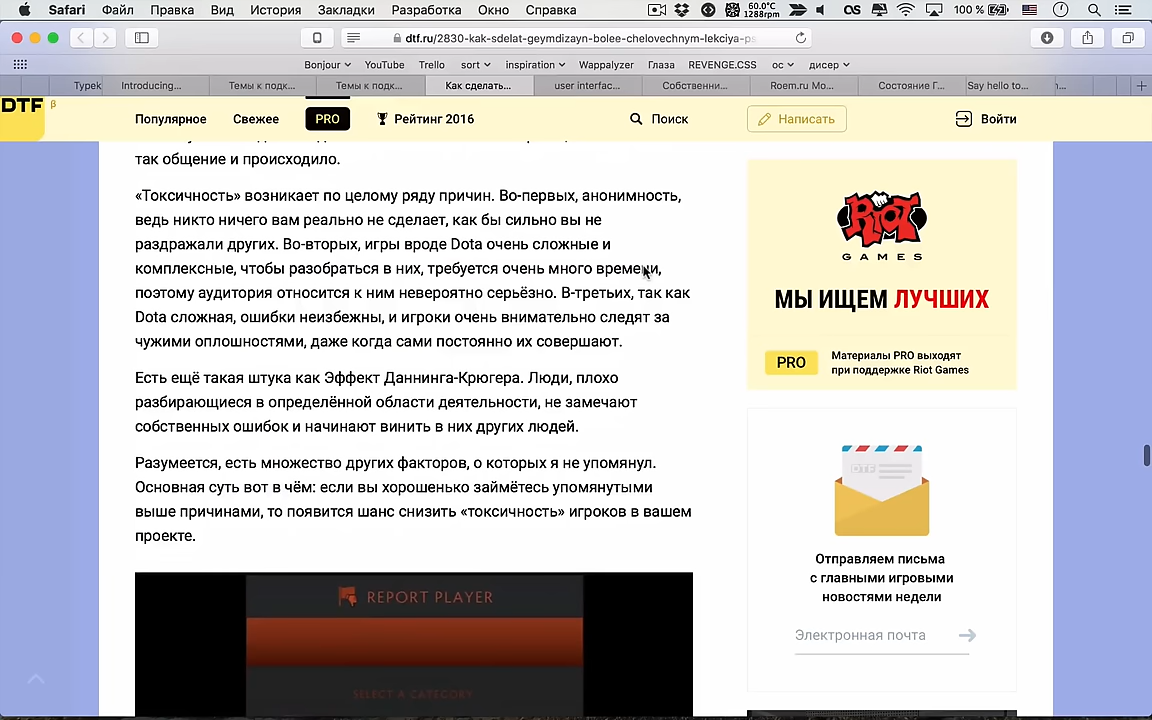 Safari Файл Правка Вид История Закладки Разработка Окно Справка 60.0°C 1288rpm 100 %
dtf.ru/2830-kak-sdelat-geymdizayn-bolee-chelovechnym-lekciya-ps
Bonjour YouTube Trello sort inspiration Wappalyzer Глаза REVENGE.CSS ос дисер
Typek Introducing... Темы к подк... Темы к подк... Как сделать... user interfac... Собственни... Roem.ru Mo... Состояние Г... Say hello to...
DTF β
Популярное Свежее PRO Рейтинг 2016 Поиск Написать Войти
так общение и происходило.
«Токсичность» возникает по целому ряду причин. Во-первых, анонимность,
ведь никто ничего вам реально не сделает, как бы сильно вы не
раздражали других. Во-вторых, игры вроде Dota очень сложные и
комплексные, чтобы разобраться в них, требуется очень много времени,
поэтому аудитория относится к ним невероятно серьёзно. В-третьих, так как
Dota сложная, ошибки неизбежны, и игроки очень внимательно следят за
чужими оплошностями, даже когда сами постоянно их совершают.
Есть ещё такая штука как Эффект Даннинга-Крюгера. Люди, плохо
разбирающиеся в определённой области деятельности, не замечают
собственных ошибок и начинают винить в них других людей.
Разумеется, есть множество других факторов, о которых я не упомянул.
Основная суть вот в чём: если вы хорошенько займётесь упомянутыми
выше причинами, то появится шанс снизить «токсичность» игроков в вашем
проекте.
REPORT PLAYER
SELECT A CATEGORY
RIOT
GAMES
МЫ ИЩЕМ ЛУЧШИХ
PRO
Материалы PRO выходят
при поддержке Riot Games
DTF
Отправляем письма
с главными игровыми
новостями недели
Электронная почта